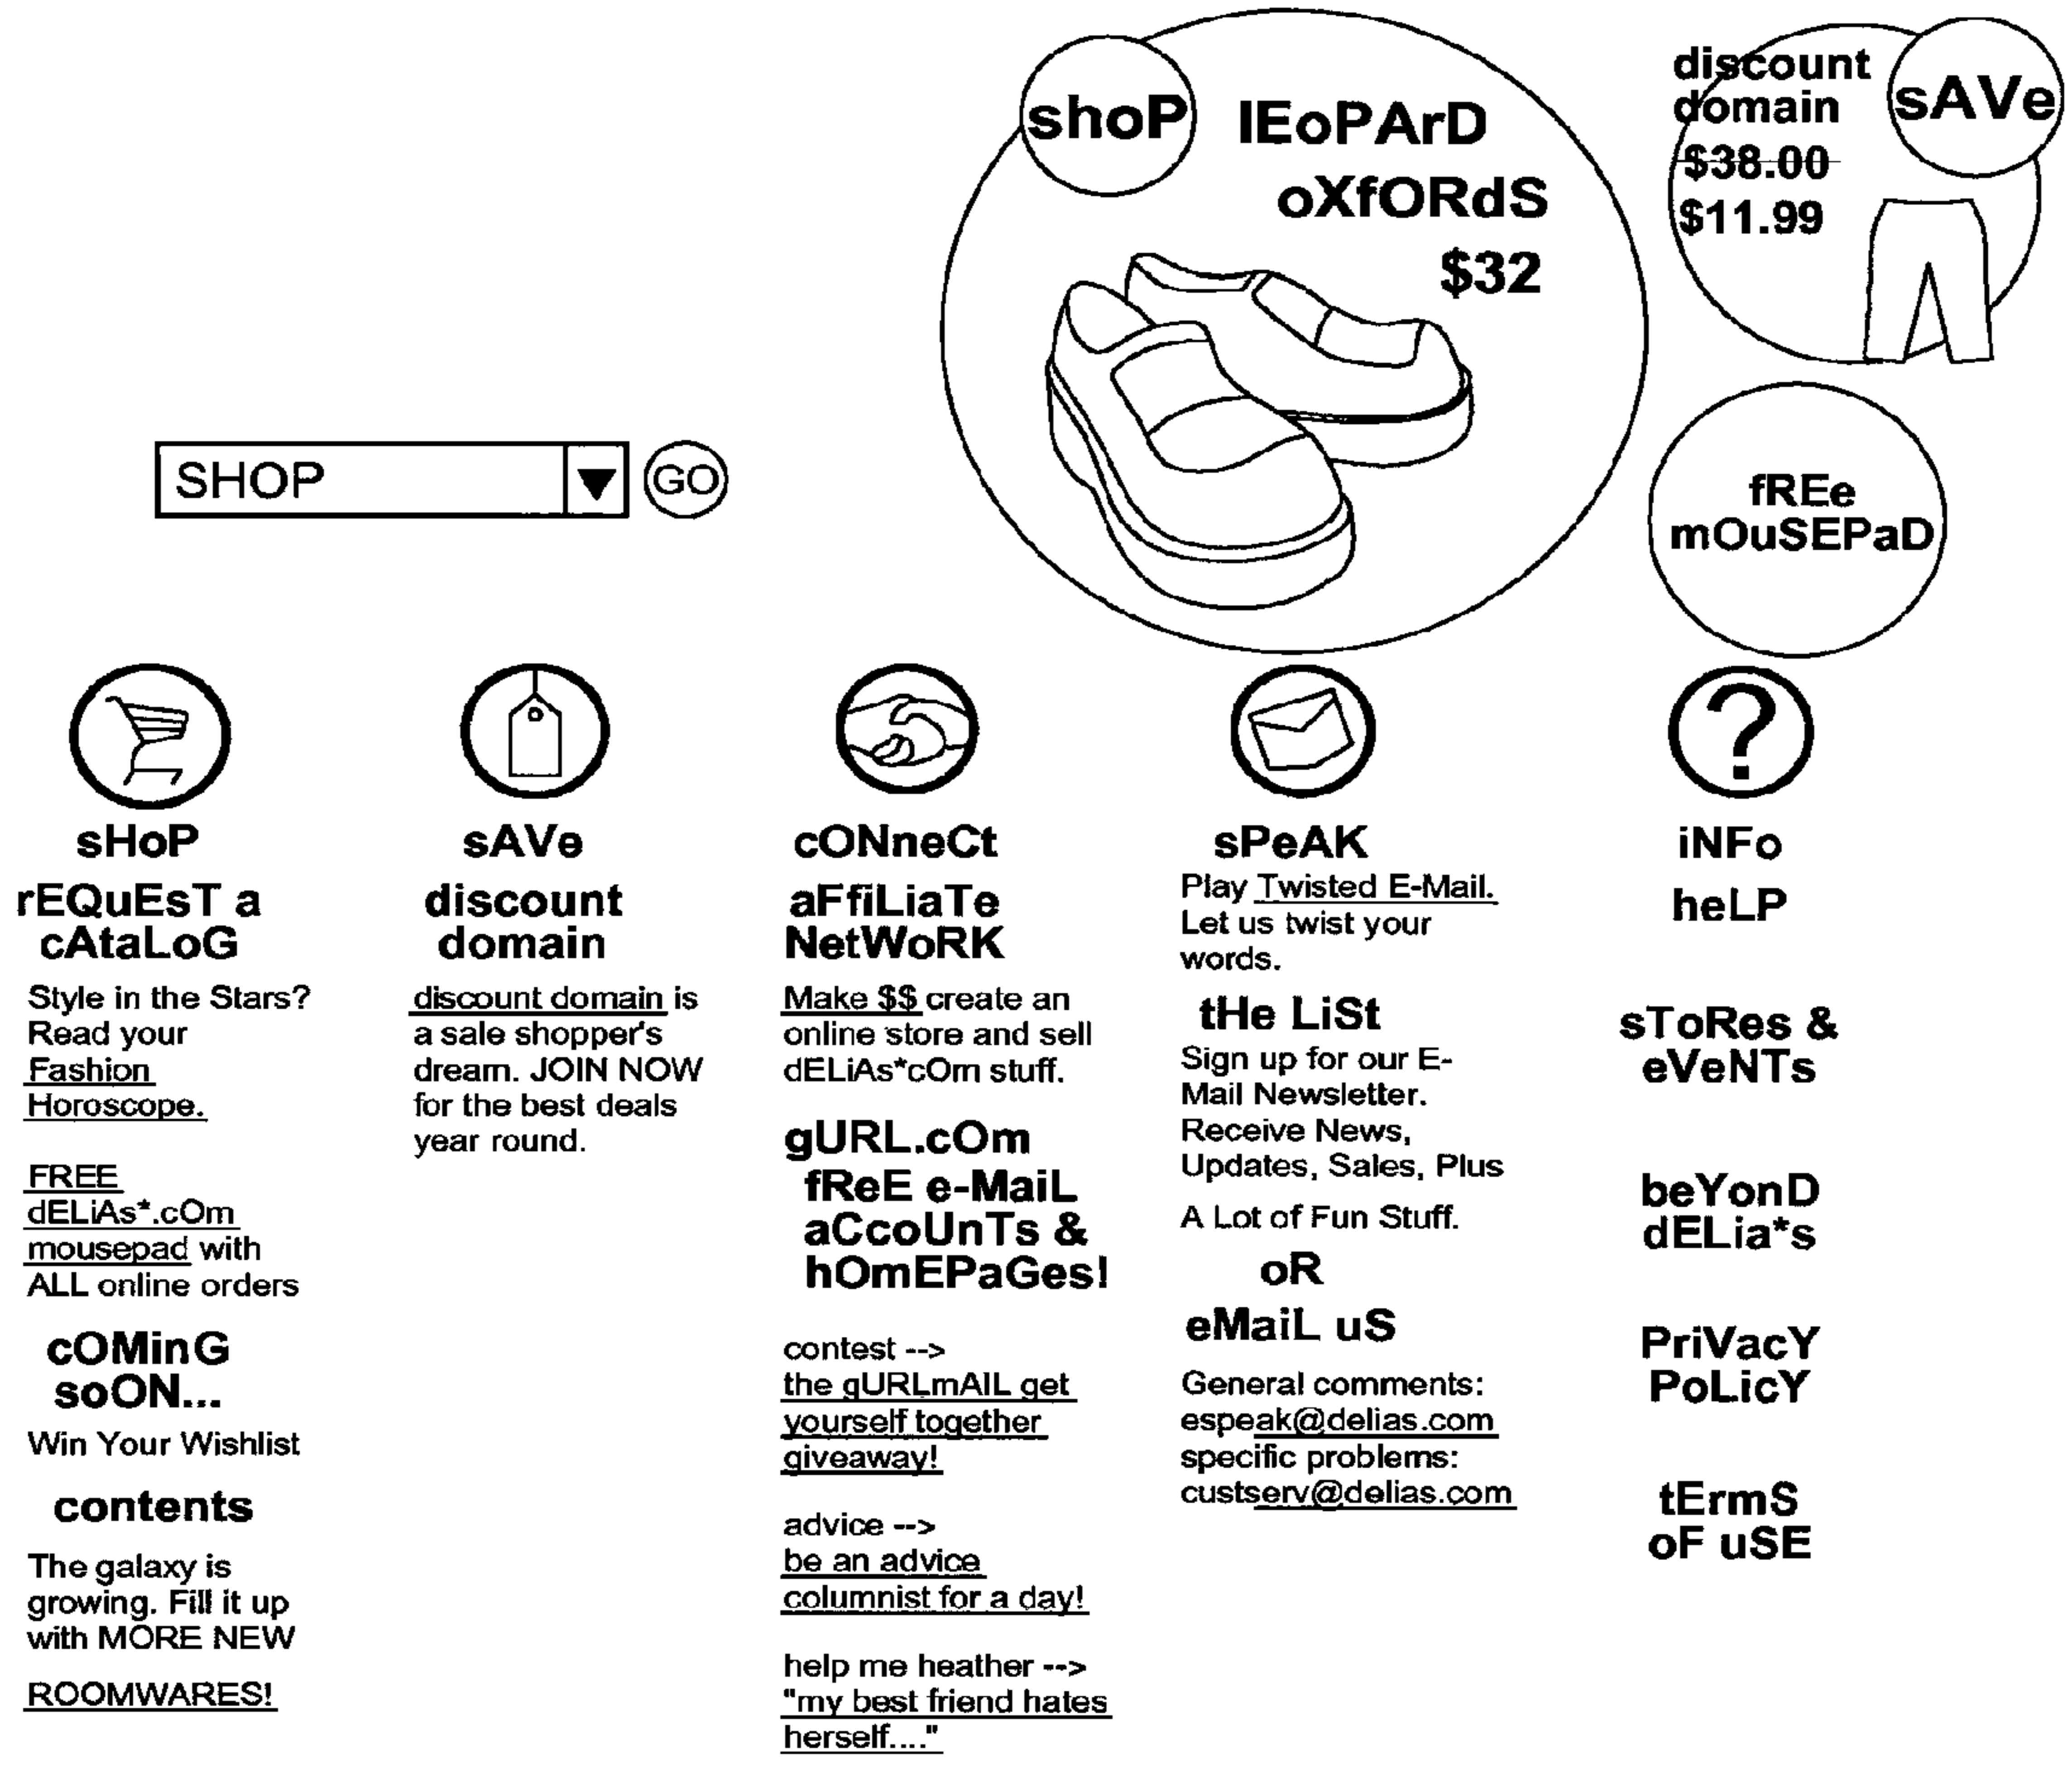 shoP
lEoPArD
oXfORdS
$32
discount
domain
$38.00
$11.99
sAVe
SHOP
GO
fREe
mOuSEPaD
sHoP
rEQuEsT a
cAtaLoG
Style in the Stars?
Read your
Fashion
Horoscope.
FREE
dELiAs*.cOm
mousepad with
ALL online orders
cOMinG
soON...
Win Your Wishlist
contents
The galaxy is
growing. Fill it up
with MORE NEW
ROOMWARES!
sAVe
discount
domain
discount domain is
a sale shopper's
dream. JOIN NOW
for the best deals
year round.
cONneCt
aFfiLiaTe
NetWoRK
Make $$ create an
online store and sell
dELiAs*cOm stuff.
gURL.cOm
fReE e-MaiL
aCcoUnTs &
hOmEPaGes!
contest -->
the gURLmAIL get
yourself together
giveaway!
advice -->
be an advice
columnist for a day!
help me heather -->
"my best friend hates
herself...."
sPeAK
Play Twisted E-Mail.
Let us twist your
words.
tHe LiSt
Sign up for our E-
Mail Newsletter.
Receive News,
Updates, Sales, Plus
A Lot of Fun Stuff.
oR
eMaiL uS
General comments:
espeak@delias.com
specific problems:
custserv@delias.com
?
iNFo
heLP
sToRes &
eVeNTs
beYonD
dELia*s
PriVacY
PoLicY
tErmS
oF uSE